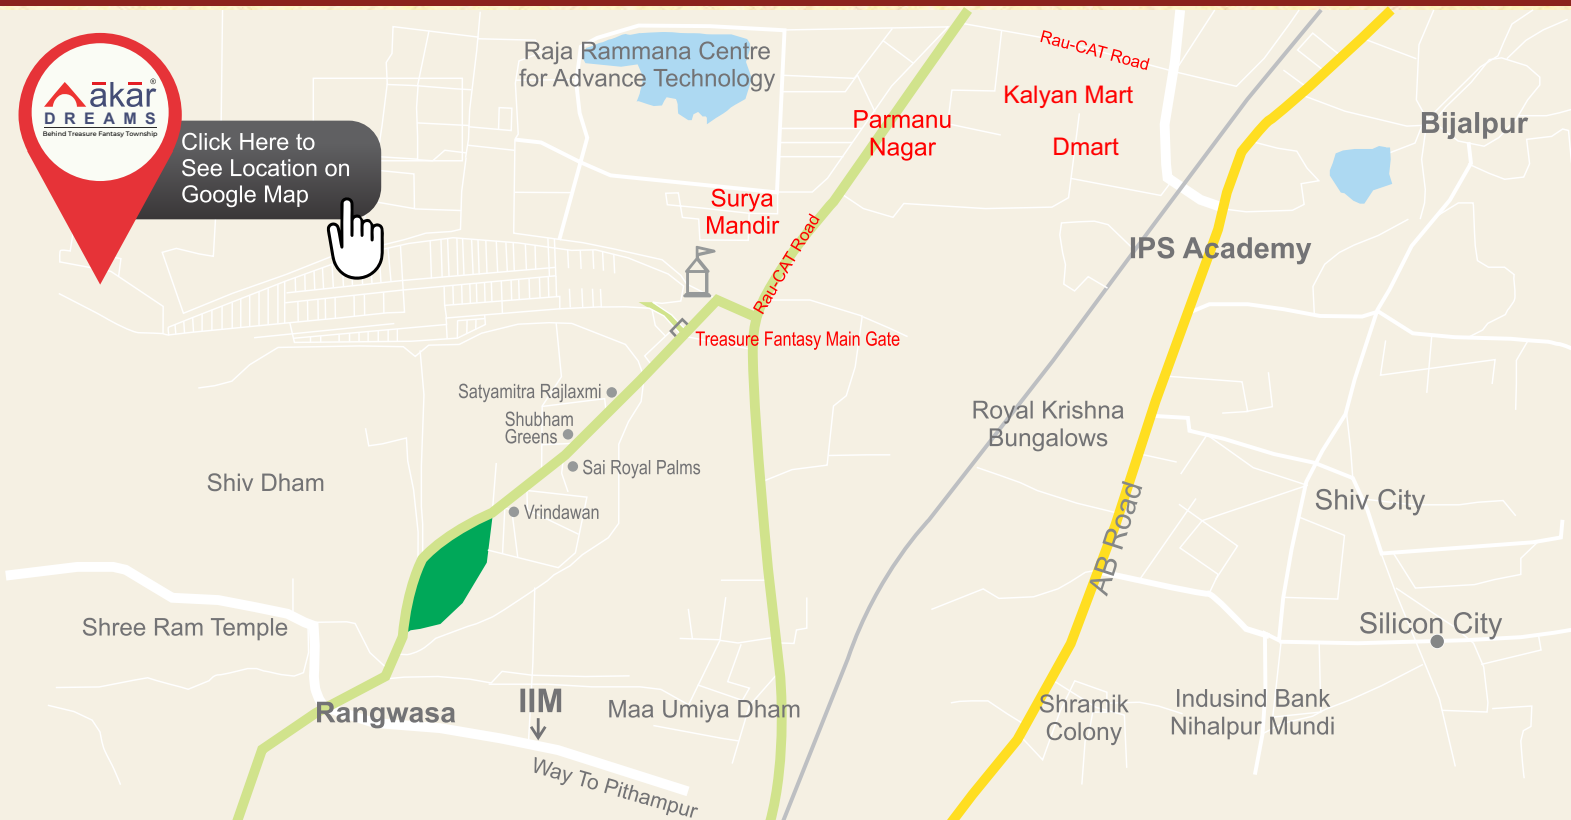 ākār®
DREAMS
Behind Treasure Fantasy Township
Click Here to
See Location on
Google Map
Raja Rammana Centre
for Advance Technology
Rau-CAT Road
Kalyan Mart
Parmanu
Nagar
Dmart
Bijalpur
Surya
Mandir
Rau-CAT Road
IPS Academy
Treasure Fantasy Main Gate
Satyamitra Rajlaxmi
Shubham
Greens
Sai Royal Palms
Vrindawan
Royal Krishna
Bungalows
Shiv Dham
AB Road
Shiv City
Shree Ram Temple
Silicon City
Rangwasa
IIM
Maa Umiya Dham
Shramik
Colony
Indusind Bank
Nihalpur Mundi
Way To Pithampur